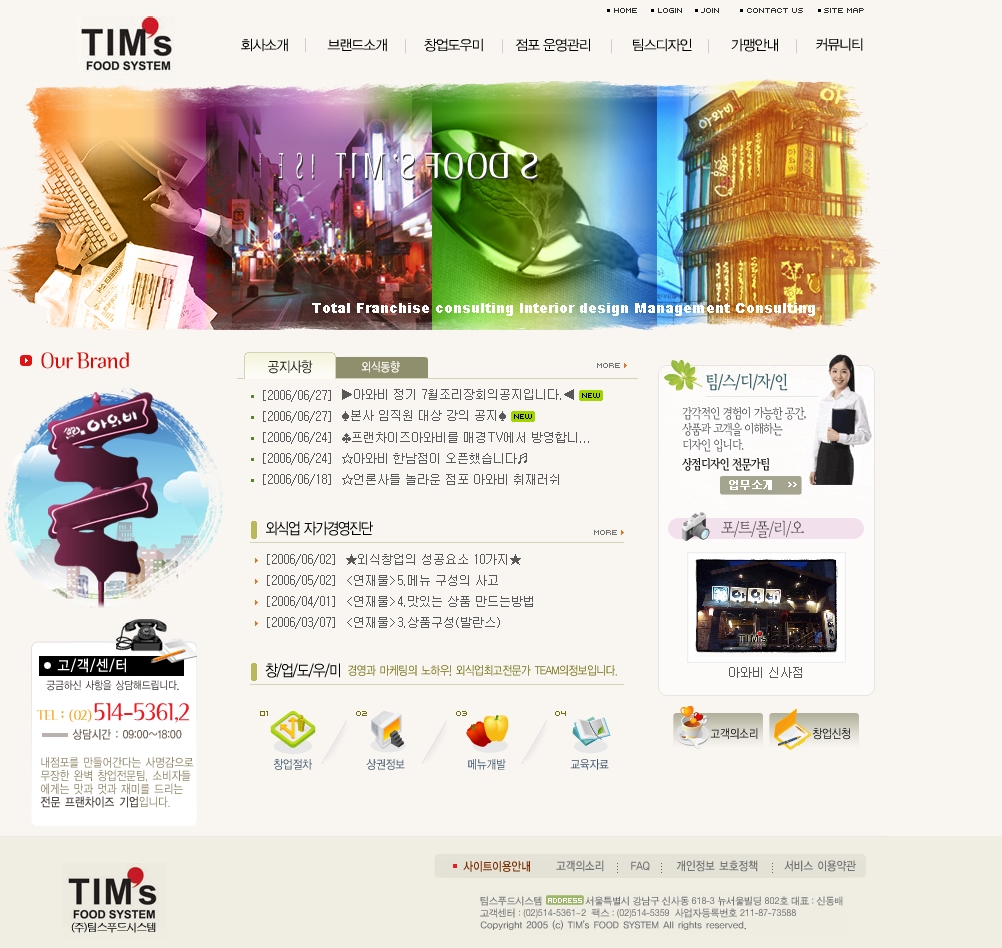 HOME LOGIN JOIN CONTACT US SITE MAP
TIM's
FOOD SYSTEM
회사소개 브랜드소개 창업도우미 점포 운영관리 팀스디자인 가맹안내 커뮤니티
TIM'S FOOD S
아와비
Total Franchise consulting Interior design Management Consulting
Our Brand
아와비
공지사항 외식동향 MORE
[2006/06/27] ▶아와비 정기 7월조리장회의공지입니다.◀ NEW
[2006/06/27] ♠본사 임직원 대상 강의 공지♠ NEW
[2006/06/24] ♣프랜차이즈아와비를 매경TV에서 방영합니...
[2006/06/24] ☆아와비 한남점이 오픈했습니다♬
[2006/06/18] ☆언론사들 놀라운 점포 아와비 취재러쉬
외식업 자가경영진단 MORE
[2006/06/02] ★외식창업의 성공요소 10가지★
[2006/05/02] <연재물>5.메뉴 구성의 사고
[2006/04/01] <연재물>4.맛있는 상품 만드는방법
[2006/03/07] <연재물>3.상품구성(발란스)
창/업/도/우/미 경영과 마케팅의 노하우! 외식업최고전문가 TEAM의정보입니다.
01 창업절차
02 상권정보
03 메뉴개발
04 교육자료
고/객/센/터
궁금하신 사항을 상담해드립니다.
TEL : (02)514-5361,2
상담시간 : 09:00~18:00
내점포를 만들어간다는 사명감으로
무장한 완벽 창업전문팀, 소비자들
에게는 맛과 멋과 재미를 드리는
전문 프랜차이즈 기업입니다.
팀/스/디/자/인
감각적인 경험이 가능한 공간,
상품과 고객을 이해하는
디자인 입니다.
상점디자인 전문가팀
업무소개 >>
포/트/폴/리/오
TIM's
아와비 신사점
고객의소리 창업신청
TIM's
FOOD SYSTEM
(주)팀스푸드시스템
사이트이용안내 고객의소리 FAQ 개인정보 보호정책 서비스 이용약관
팀스푸드시스템 ADDRESS 서울특별시 강남구 신사동 618-3 뉴서울빌딩 802호 대표 : 신동배
고객센터 : (02)514-5361~2 팩스 : (02)514-5359 사업자등록번호 211-87-73588
Copyright 2005 (c) TIM's FOOD SYSTEM All rights reserved.